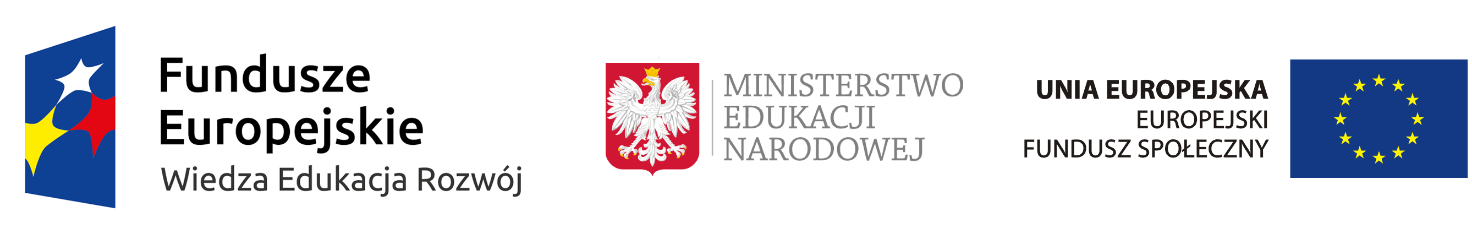 Fundusze
Europejskie
Wiedza Edukacja Rozwój
MINISTERSTWO
EDUKACJI
NARODOWEJ
UNIA EUROPEJSKA
EUROPEJSKI
FUNDUSZ SPOŁECZNY